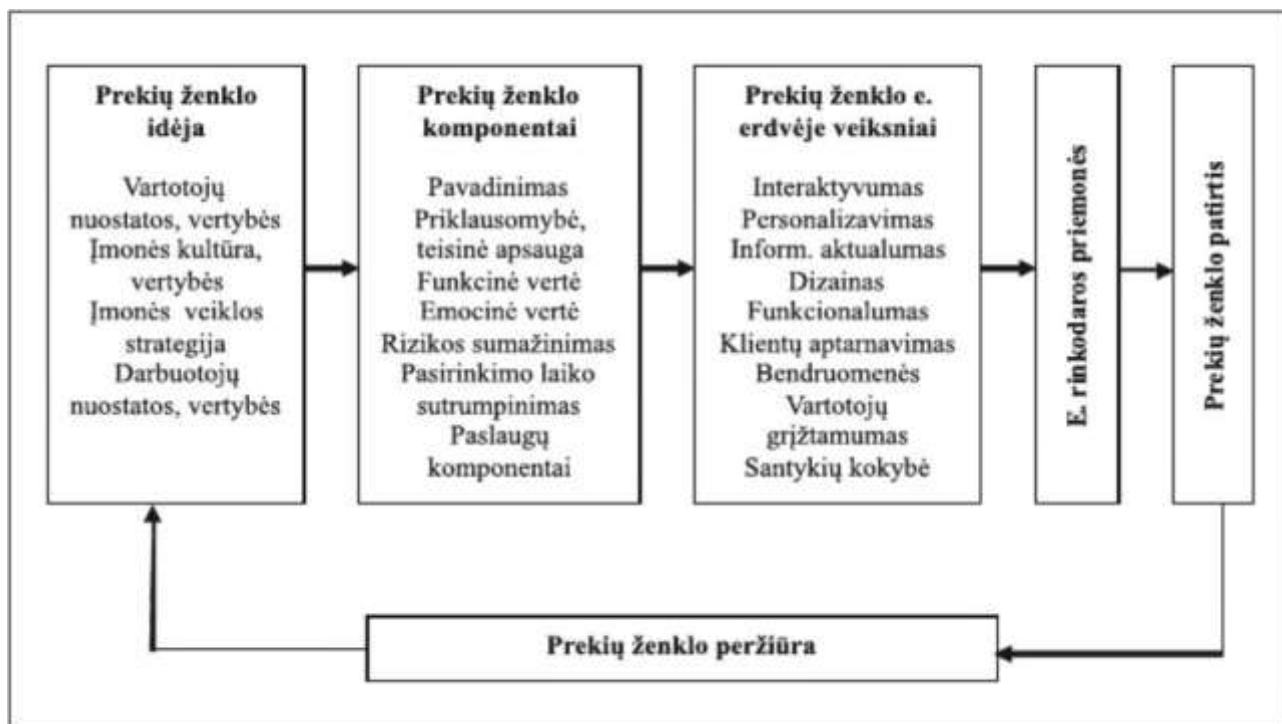 Prekių ženklo
idėja
Vartotojų
nuostatos, vertybės
Įmonės kultūra,
vertybės
Įmonės veiklos
strategija
Darbuotojų
nuostatos, vertybės
Prekių ženklo
komponentai
Pavadinimas
Priklausomybė,
teisinė apsauga
Funkcinė vertė
Emocinė vertė
Rizikos sumažinimas
Pasirinkimo laiko
sutrumpinimas
Paslaugų
komponentai
Prekių ženklo e.
erdvėje veiksniai
Interaktyvumas
Personalizavimas
Inform. aktualumas
Dizainas
Funkcionalumas
Klientų aptarnavimas
Bendruomenės
Vartotojų
grįžtamumas
Santykių kokybė
E. rinkodaros priemonės
Prekių ženklo patirtis
Prekių ženklo peržiūra